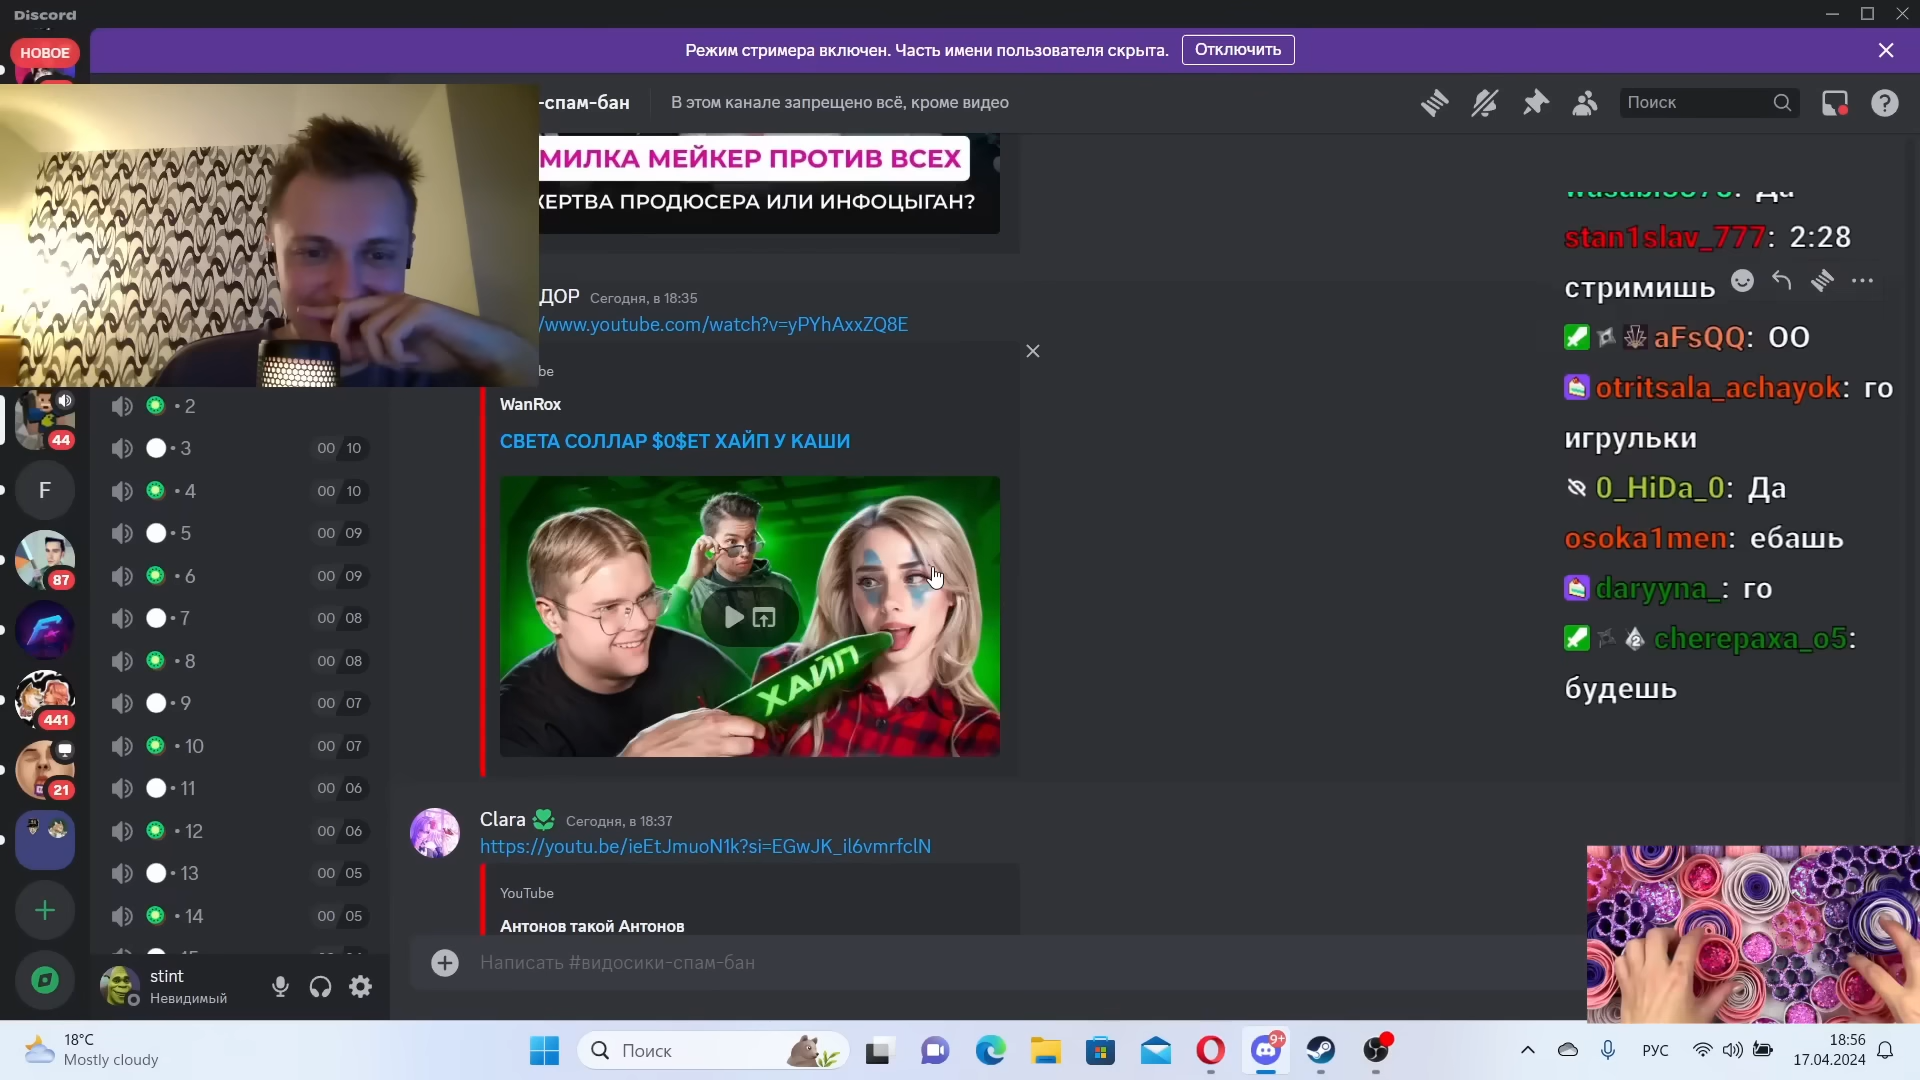 Discord
НОВОЕ
Режим стримера включен. Часть имени пользователя скрыта.
Отключить
-спам-бан
В этом канале запрещено всё, кроме видео
Поиск
МИЛКА МЕЙКЕР ПРОТИВ ВСЕХ
ЖЕРТВА ПРОДЮСЕРА ИЛИ ИНФОЦЫГАН?
ДОР Сегодня, в 18:35
/www.youtube.com/watch?v=yPYhAxxZQ8E
be
WanRox
СВЕТА СОЛЛАР $0$ЕТ ХАЙП У КАШИ
ХАЙП
Clara Сегодня, в 18:37
https://youtu.be/ieEtJmuoN1k?si=EGwJK_il6vmrfclN
YouTube
Антонов такой Антонов
Написать #видосики-спам-бан
44
F
87
441
21
• 2
• 3 00 10
• 4 00 10
• 5 00 09
• 6 00 09
• 7 00 08
• 8 00 08
• 9 00 07
• 10 00 07
• 11 00 06
• 12 00 06
• 13 00 05
• 14 00 05
stint
Невидимый
: Да
stan1slav_777: 2:28
стримишь
aFsQQ: ОО
otritsala_achayok: го
игрульки
0_HiDa_0: Да
osoka1men: ебашь
daryyna_: го
2 cherepaxa_o5:
будешь
18°C
Mostly cloudy
Поиск
9+
РУС
18:56
17.04.2024